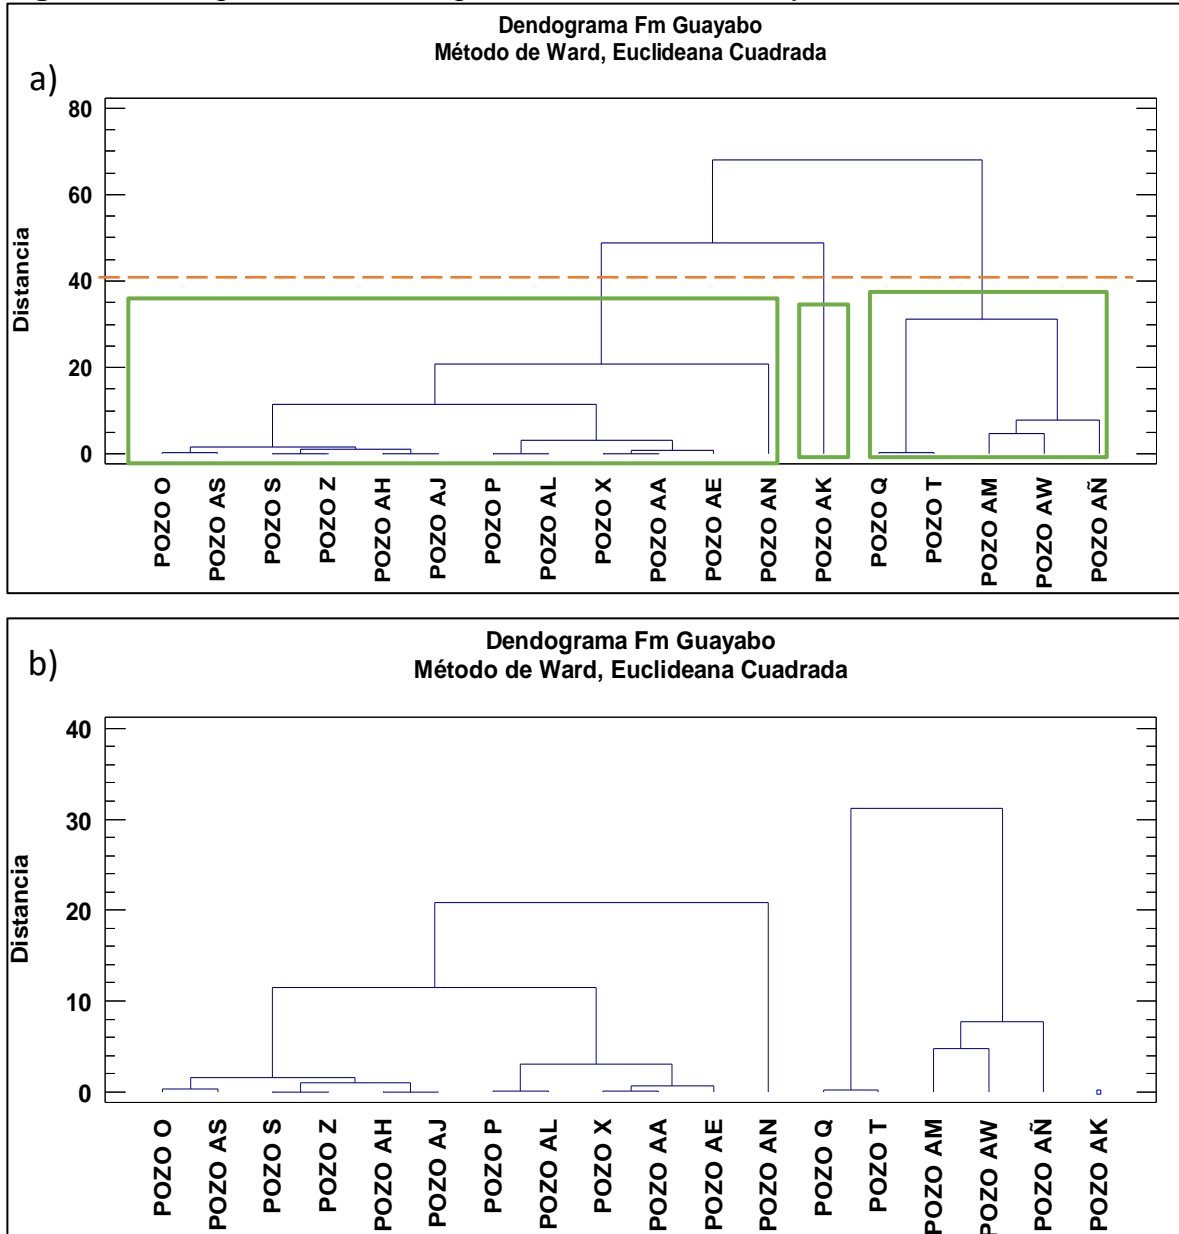 Dendograma Fm Guayabo
Método de Ward, Euclideana Cuadrada
a)
80
60
40
20
0
Distancia
POZO O
POZO AS
POZO S
POZO Z
POZO AH
POZO AJ
POZO P
POZO AL
POZO X
POZO AA
POZO AE
POZO AN
POZO AK
POZO Q
POZO T
POZO AM
POZO AW
POZO AÑ
Dendograma Fm Guayabo
Método de Ward, Euclideana Cuadrada
b)
40
30
20
10
0
Distancia
POZO O
POZO AS
POZO S
POZO Z
POZO AH
POZO AJ
POZO P
POZO AL
POZO X
POZO AA
POZO AE
POZO AN
POZO Q
POZO T
POZO AM
POZO AW
POZO AÑ
POZO AK